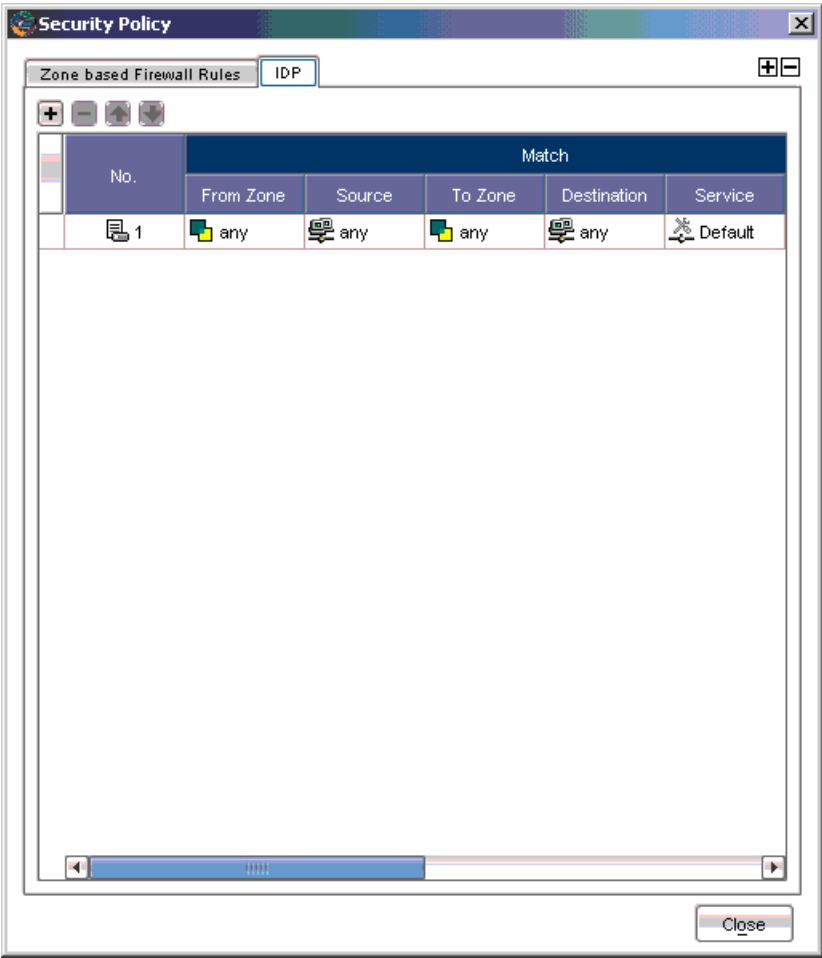 Security Policy
Zone based Firewall Rules
IDP
No.
Match
From Zone
Source
To Zone
Destination
Service
1
any
any
any
any
Default
Close